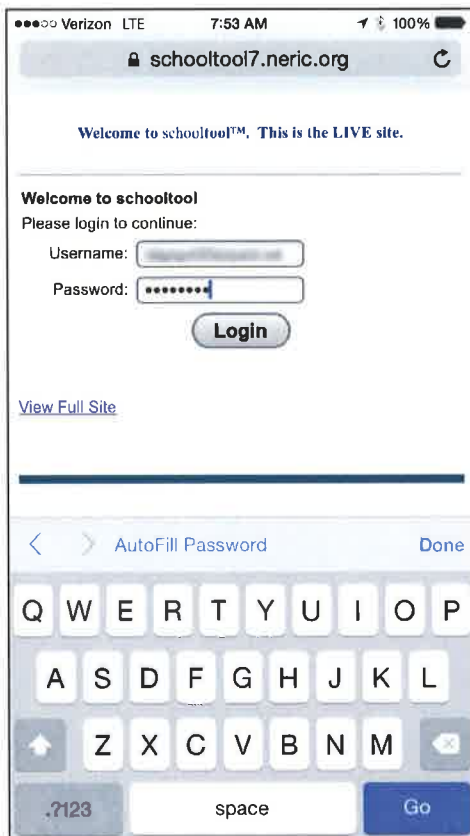 Verizon LTE 7:53 AM 100%
schooltool7.neric.org
Welcome to schooltool™. This is the LIVE site.
Welcome to schooltool
Please login to continue:
Username:
Password: ••••••••
Login
View Full Site
AutoFill Password Done
Q W E R T Y U I O P
A S D F G H J K L
Z X C V B N M
.?123 space Go